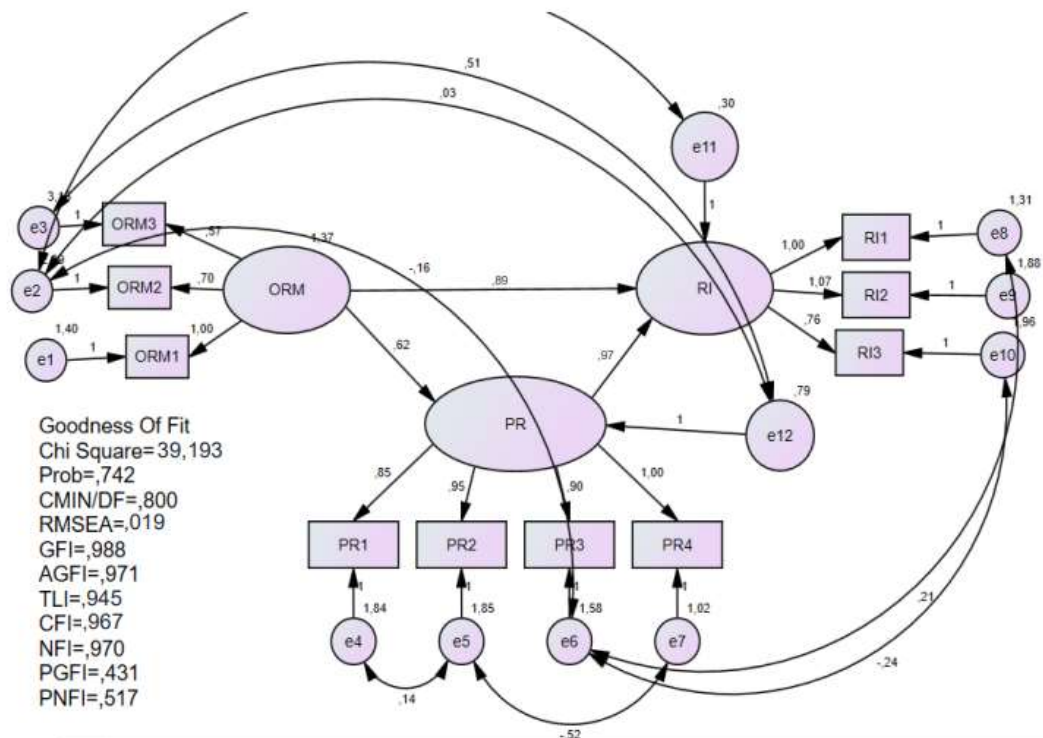 ,51
,03
,30
e11
3,13
1
e3
ORM3
,57
1,37
1
RI1
1
1,31
e8
1,00
-,16
e2
1
ORM2
,70
ORM
,89
RI
1,07
RI2
1
1,88
e9
1,40
e1
1
ORM1
1,00
,76
RI3
1
,96
e10
,62
,97
,79
PR
1
e12
Goodness Of Fit
Chi Square=39,193
Prob=,742
CMIN/DF=,800
RMSEA=,019
GFI=,988
AGFI=,971
TLI=,945
CFI=,967
NFI=,970
PGFI=,431
PNFI=,517
,85
,95
,90
1,00
PR1
PR2
PR3
PR4
1
1
1
1
1,84
1,85
1,58
1,02
e4
e5
e6
e7
,21
-,24
,14
-,52